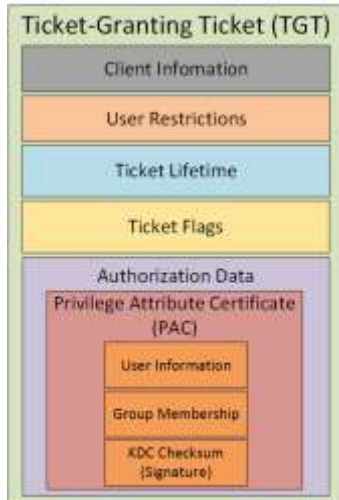 Ticket-Granting Ticket (TGT)
Client Infomation
User Restrictions
Ticket Lifetime
Ticket Flags
Authorization Data
Privilege Attribute Certificate
(PAC)
User Information
Group Membership
KDC Checksum
(Signature)